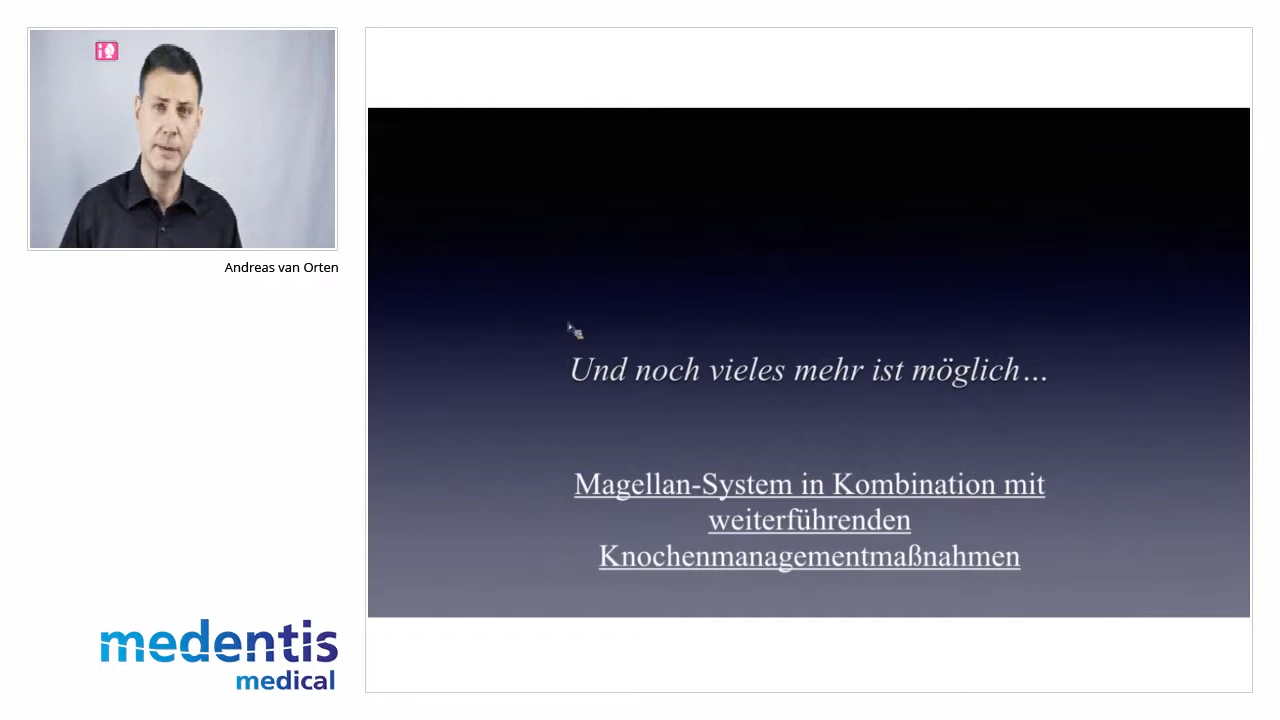 Andreas van Orten
Und noch vieles mehr ist möglich…
Magellan-System in Kombination mit
weiterführenden
Knochenmanagementmaßnahmen
medentis
medical